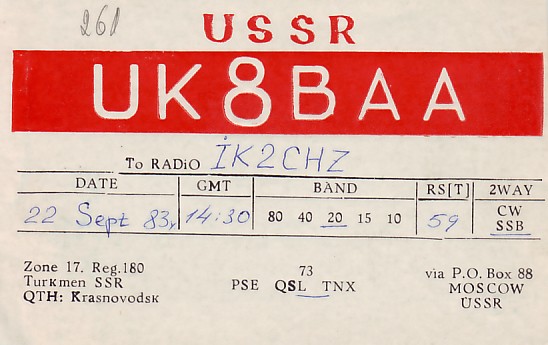 261
USSR
UK8BAA
To RADiO IK2CHZ
DATE GMT BAND RS[T] 2WAY
22 Sept 83, 14:30 80 40 20 15 10 59 CW
SSB
Zone 17. Reg.180 73 via P.O. Box 88
Turкmen SSR PSE QSL TNX MOSCOW
QTH: Krasnovodsк USSR